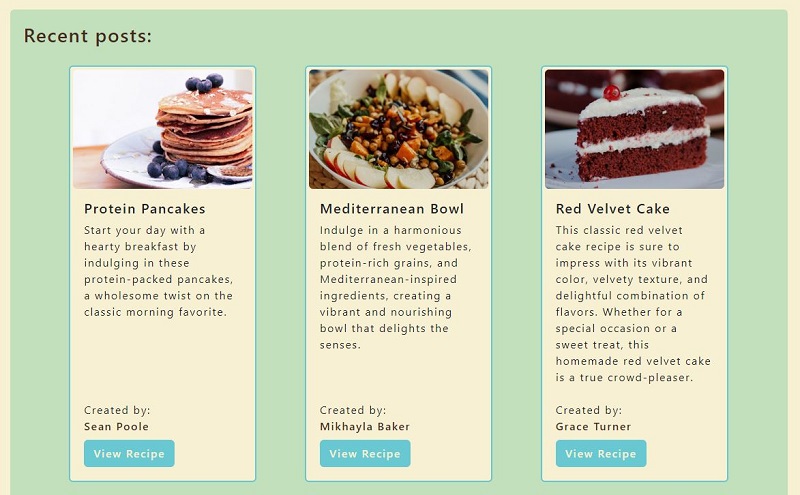 Recent posts:
Protein Pancakes
Start your day with a
hearty breakfast by
indulging in these
protein-packed pancakes,
a wholesome twist on the
classic morning favorite.
Created by:
Sean Poole
View Recipe
Mediterranean Bowl
Indulge in a harmonious
blend of fresh vegetables,
protein-rich grains, and
Mediterranean-inspired
ingredients, creating a
vibrant and nourishing
bowl that delights the
senses.
Created by:
Mikhayla Baker
View Recipe
Red Velvet Cake
This classic red velvet
cake recipe is sure to
impress with its vibrant
color, velvety texture, and
delightful combination of
flavors. Whether for a
special occasion or a
sweet treat, this
homemade red velvet cake
is a true crowd-pleaser.
Created by:
Grace Turner
View Recipe